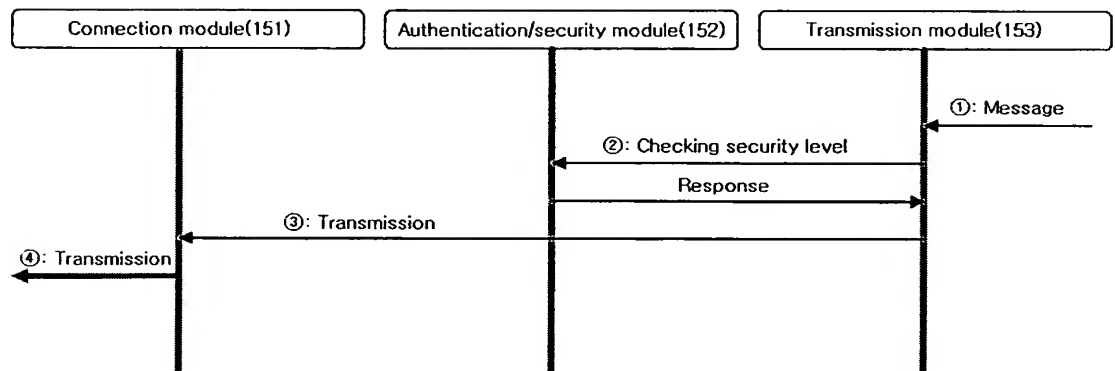 Connection module(151)
Authentication/security module(152)
Transmission module(153)
①: Message
②: Checking security level
Response
③: Transmission
④: Transmission